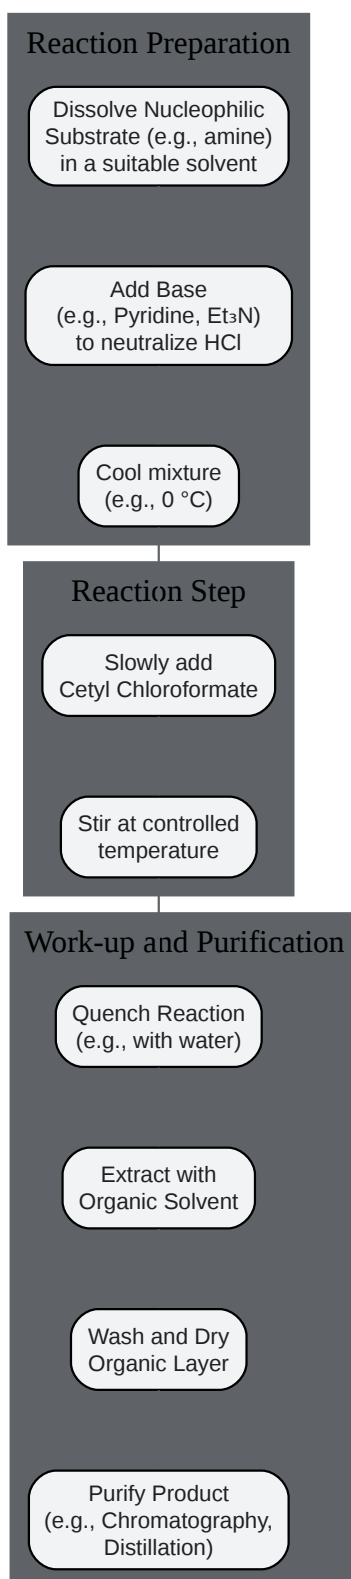 Reaction Preparation
Dissolve Nucleophilic
Substrate (e.g., amine)
in a suitable solvent
Add Base
(e.g., Pyridine, Et₃N)
to neutralize HCl
Cool mixture
(e.g., 0 °C)
Reaction Step
Slowly add
Cetyl Chloroformate
Stir at controlled
temperature
Work-up and Purification
Quench Reaction
(e.g., with water)
Extract with
Organic Solvent
Wash and Dry
Organic Layer
Purify Product
(e.g., Chromatography,
Distillation)